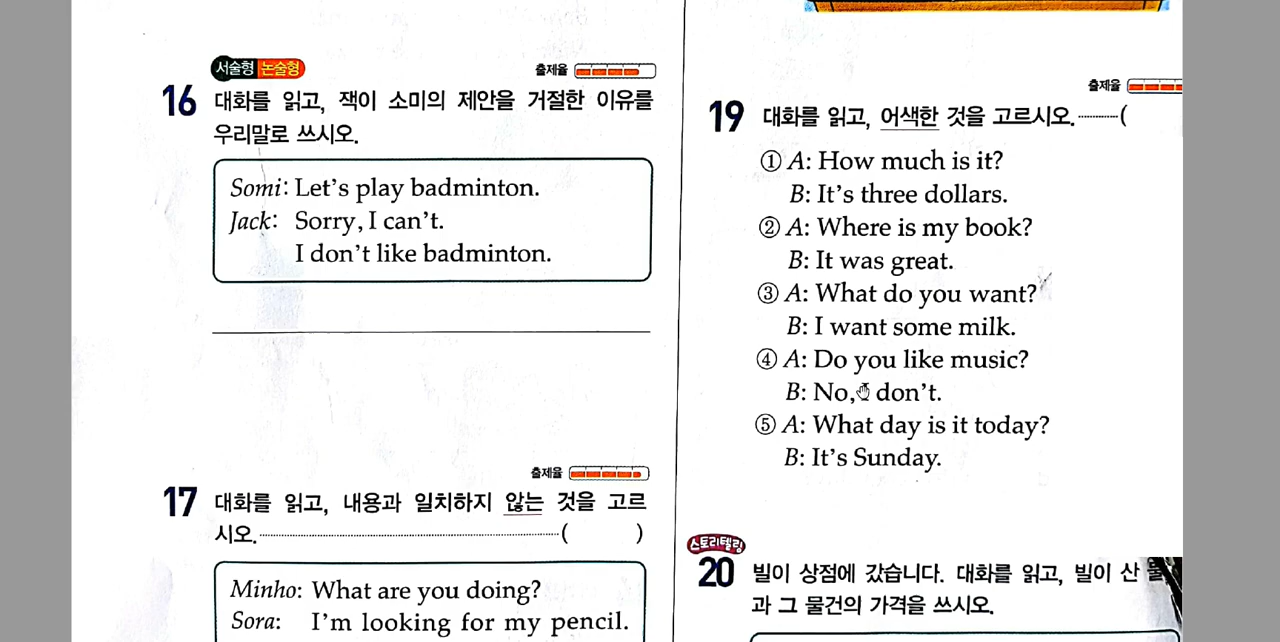 서술형 논술형
출제율
16 대화를 읽고, 잭이 소미의 제안을 거절한 이유를
우리말로 쓰시오.
Somi: Let's play badminton.
Jack: Sorry, I can't.
I don't like badminton.
출제율
17 대화를 읽고, 내용과 일치하지 않는 것을 고르
시오. ( )
Minho: What are you doing?
Sora: I'm looking for my pencil.
출제율
19 대화를 읽고, 어색한 것을 고르시오. (
① A: How much is it?
B: It's three dollars.
② A: Where is my book?
B: It was great.
③ A: What do you want?
B: I want some milk.
④ A: Do you like music?
B: No, don't.
⑤ A: What day is it today?
B: It's Sunday.
스토리텔링
20 빌이 상점에 갔습니다. 대화를 읽고, 빌이 산
과 그 물건의 가격을 쓰시오.